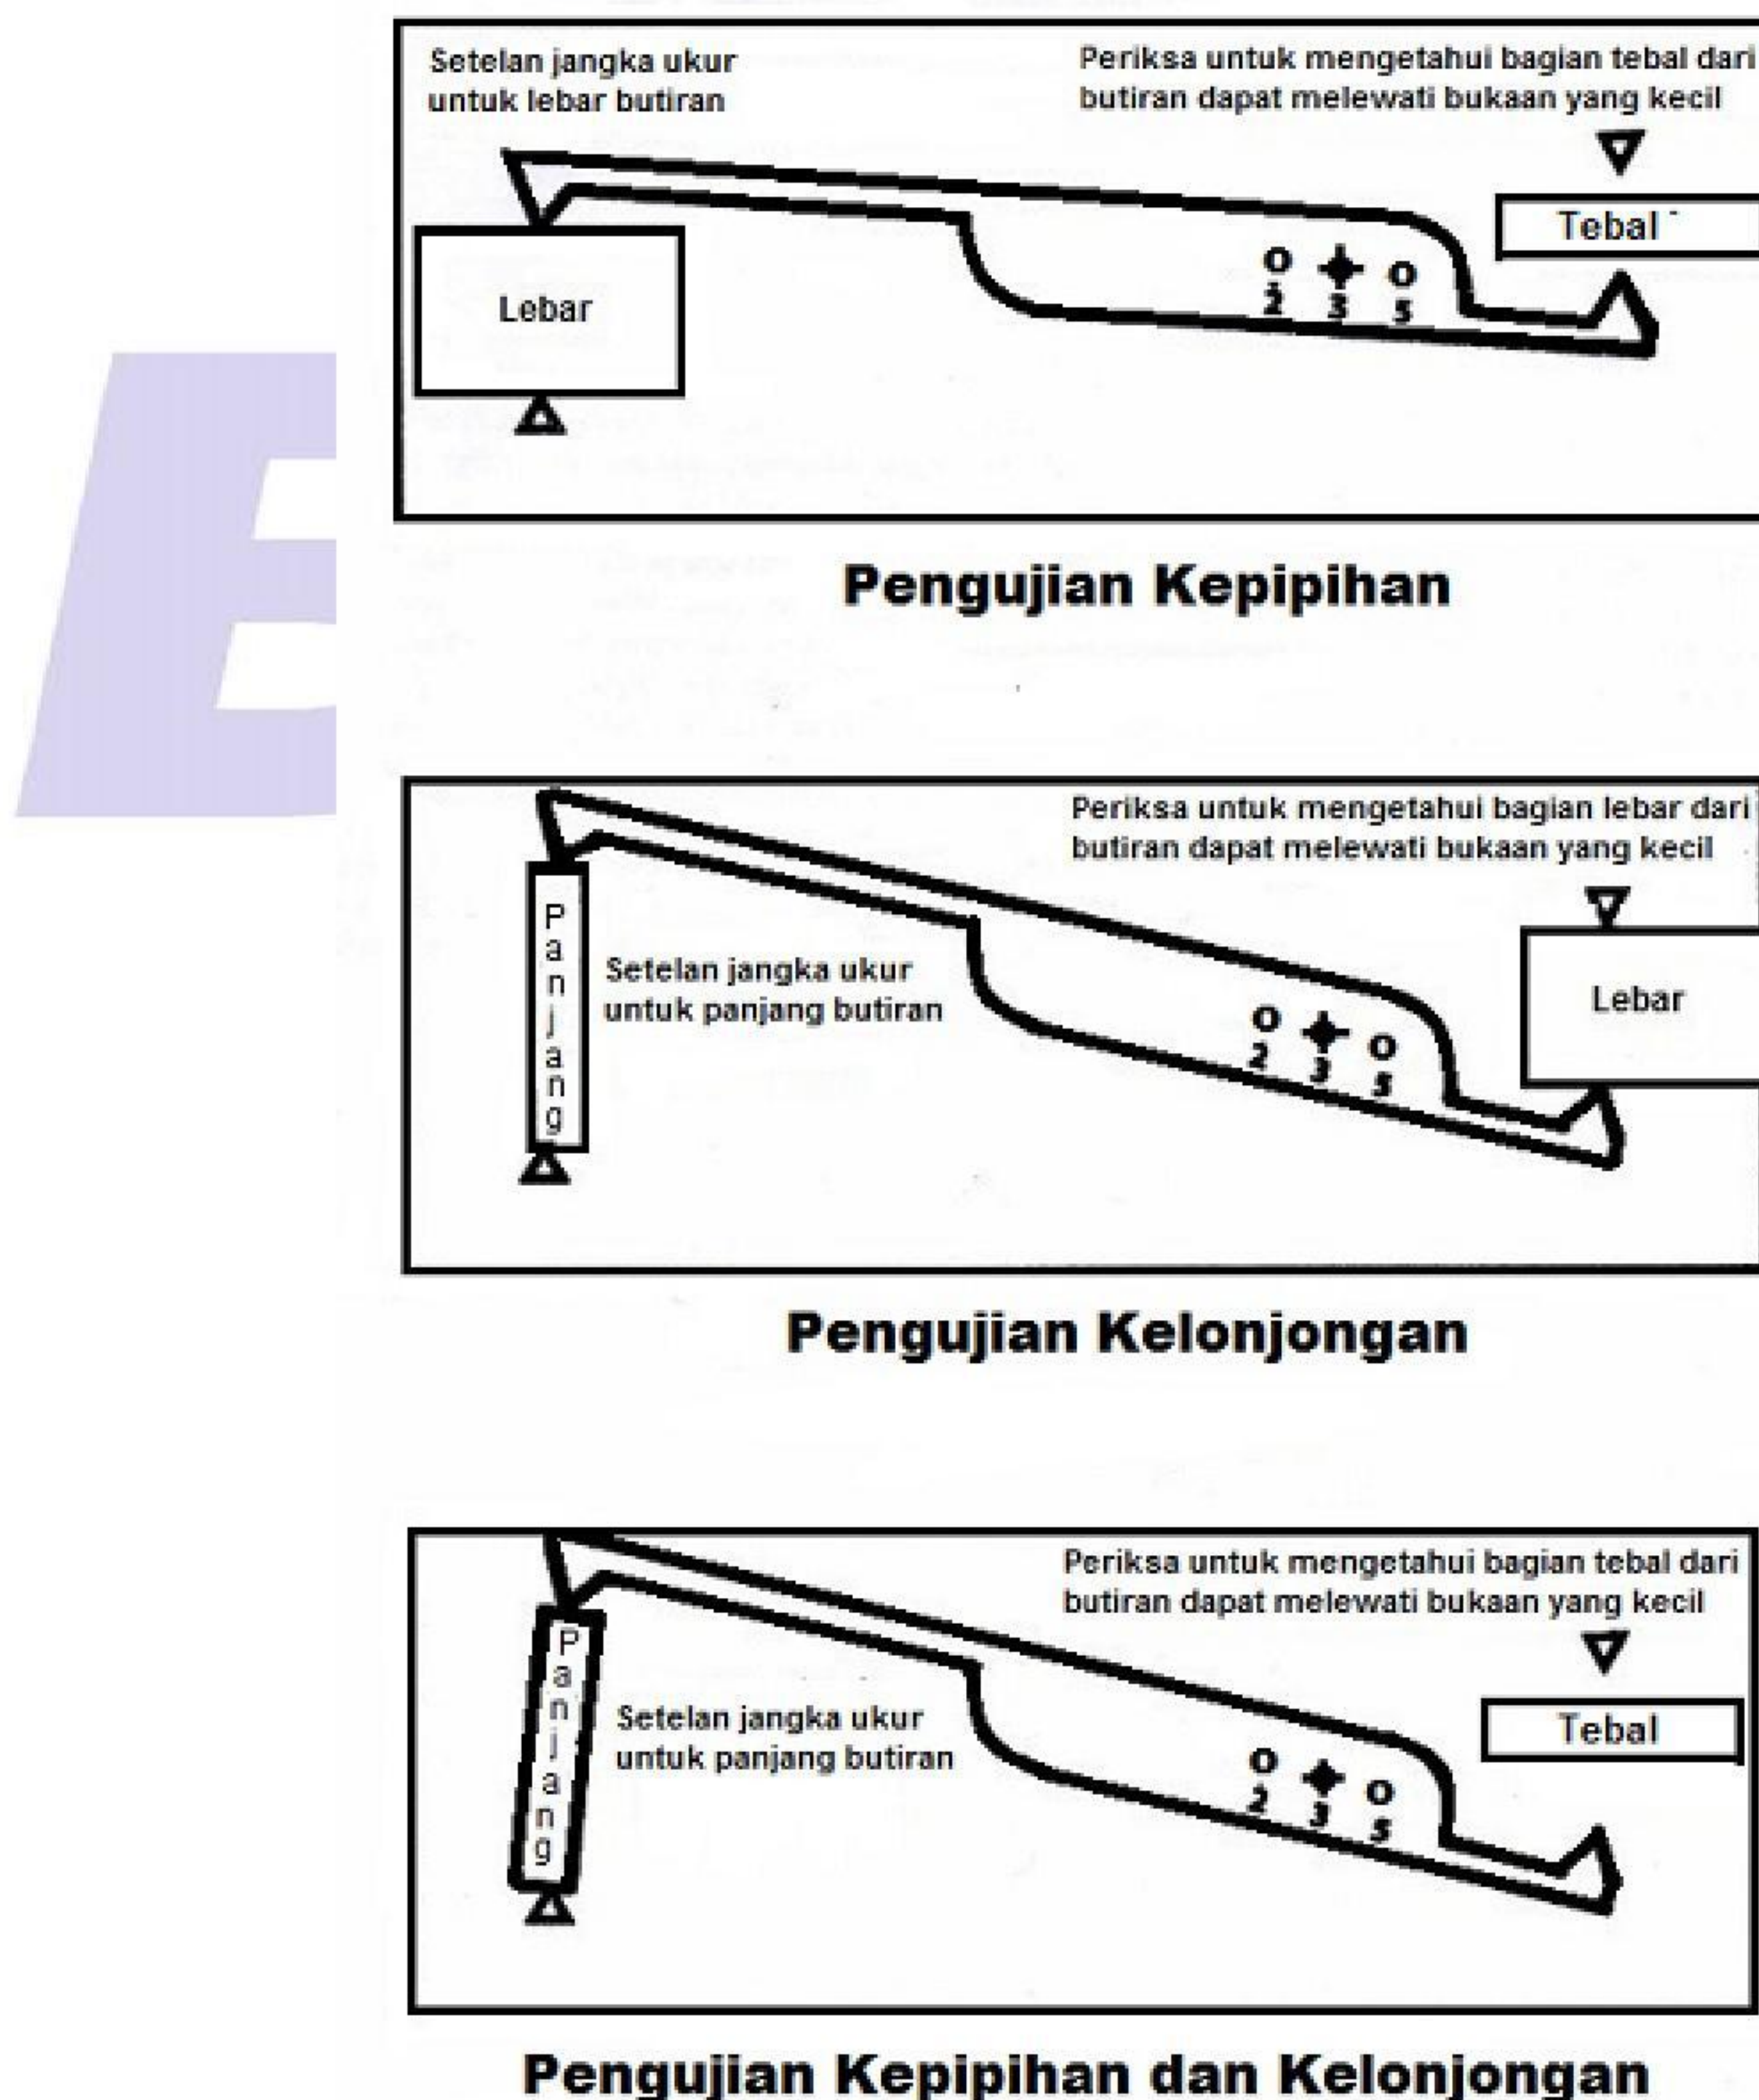 Setelan jangka ukur
untuk lebar butiran
Periksa untuk mengetahui bagian tebal dari
butiran dapat melewati bukaan yang kecil
Tebal
Lebar
O O
2 3 5
Pengujian Kepipihan
Periksa untuk mengetahui bagian lebar dari
butiran dapat melewati bukaan yang kecil
Panjang
Setelan jangka ukur
untuk panjang butiran
Lebar
O O
2 3 5
Pengujian Kelonjongan
Periksa untuk mengetahui bagian tebal dari
butiran dapat melewati bukaan yang kecil
Panjang
Setelan jangka ukur
untuk panjang butiran
Tebal
O O
2 3 5
Pengujian Kepipihan dan Kelonjongan